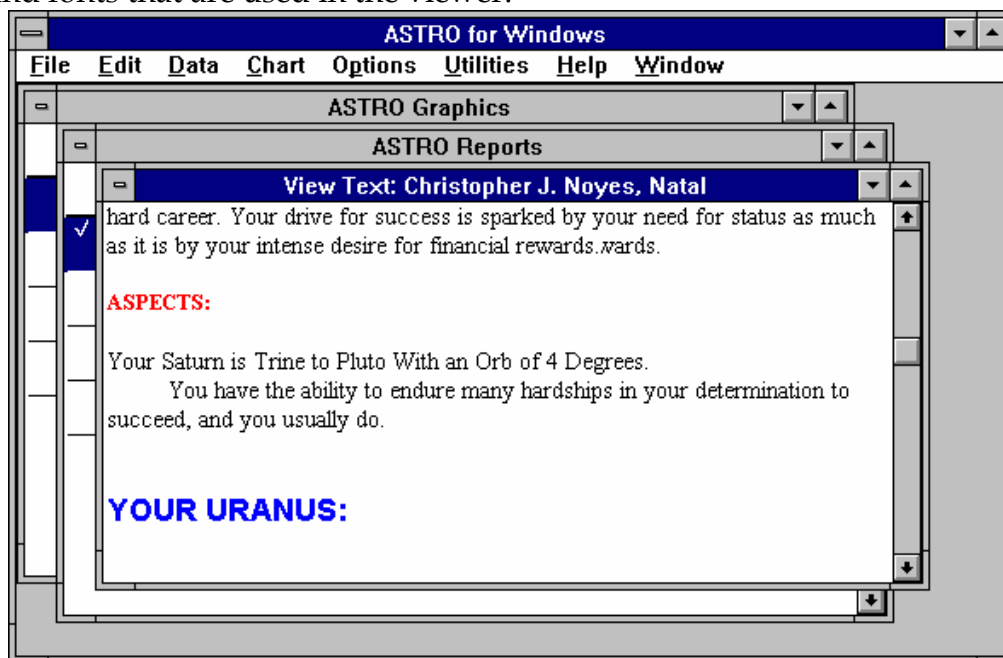 nd fonts that are used in the viewer.
ASTRO for Windows
File Edit Data Chart Options Utilities Help Window
ASTRO Graphics
ASTRO Reports
View Text: Christopher J. Noyes, Natal
hard career. Your drive for success is sparked by your need for status as much
as it is by your intense desire for financial rewards.wards.
ASPECTS:
Your Saturn is Trine to Pluto With an Orb of 4 Degrees.
You have the ability to endure many hardships in your determination to
succeed, and you usually do.
YOUR URANUS: